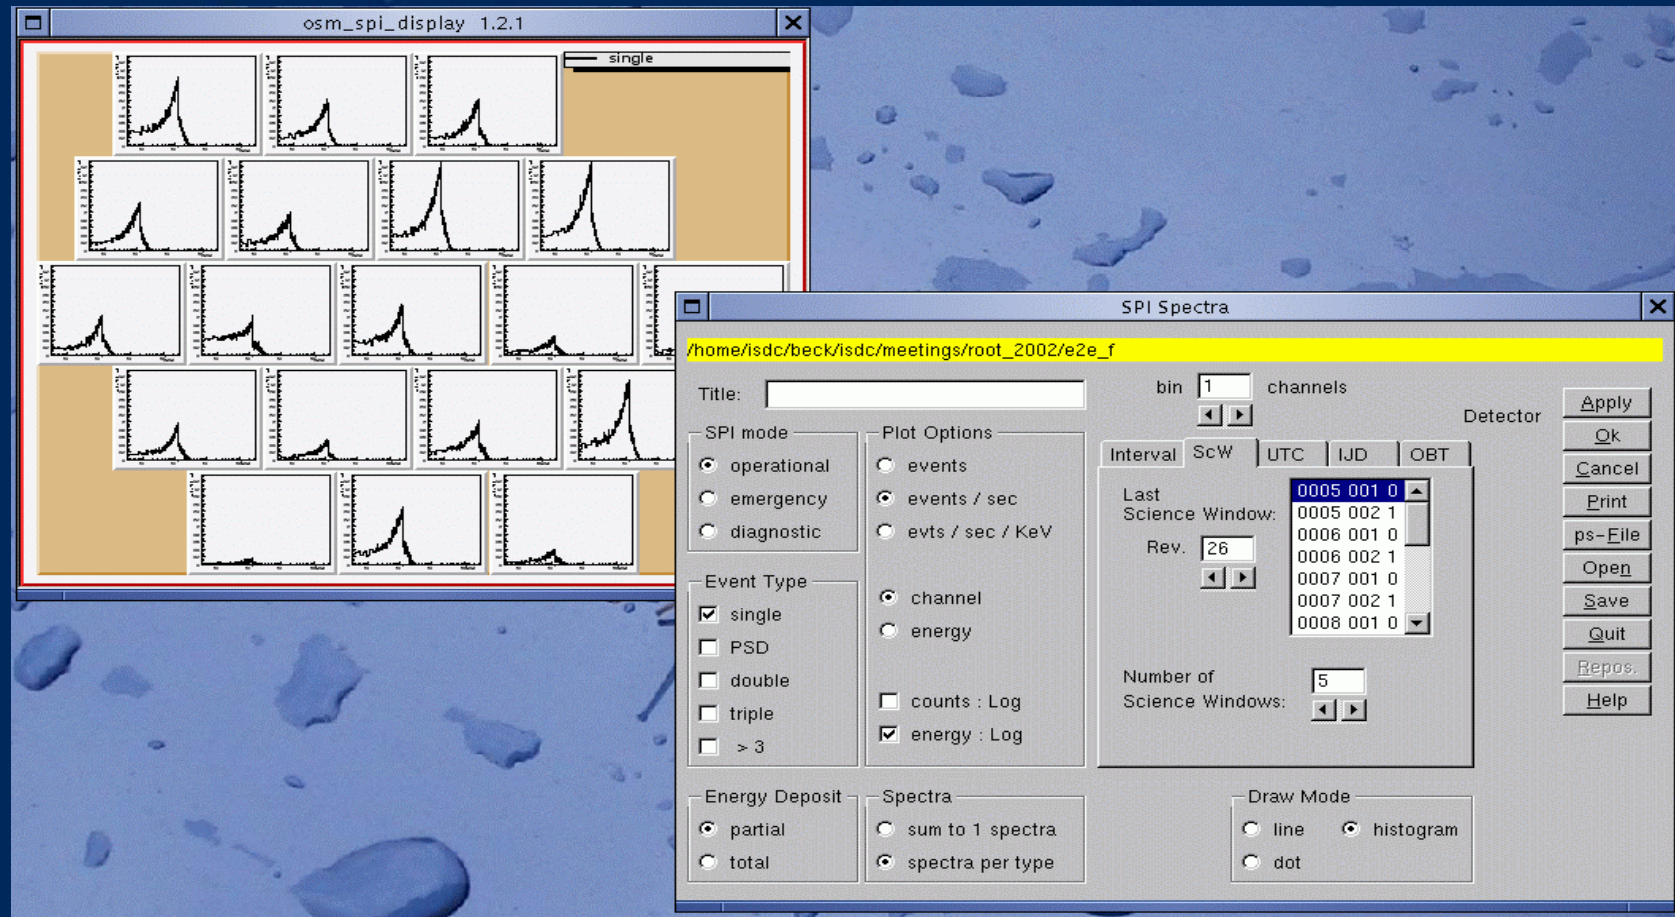 osm_spi_display 1.2.1
single
SPI Spectra
/home/isdc/beck/isdc/meetings/root_2002/e2e_f
Title:
bin 1 channels
Detector
SPI mode
operational
emergency
diagnostic
Plot Options
events
events / sec
evts / sec / KeV
channel
energy
counts : Log
energy : Log
Event Type
single
PSD
double
triple
> 3
Interval ScW UTC IJD OBT
Last
Science Window:
Rev. 26
0005 001 0
0005 002 1
0006 001 0
0006 002 1
0007 001 0
0007 002 1
0008 001 0
Number of
Science Windows:
5
Apply
Ok
Cancel
Print
ps-File
Open
Save
Quit
Repos.
Help
Energy Deposit
partial
total
Spectra
sum to 1 spectra
spectra per type
Draw Mode
line histogram
dot